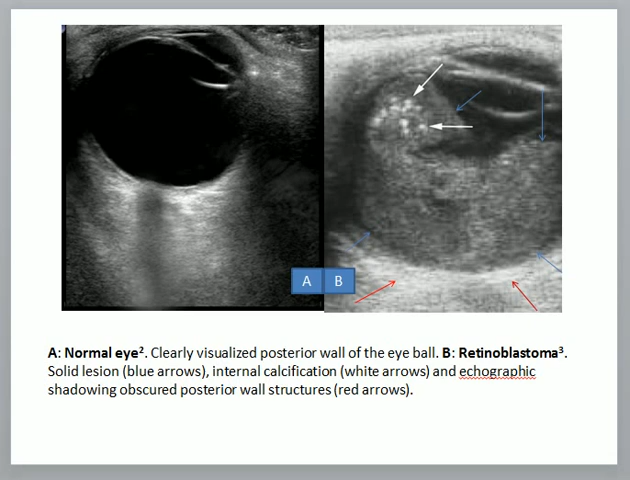 A B
A: Normal eye². Clearly visualized posterior wall of the eye ball. B: Retinoblastoma³.
Solid lesion (blue arrows), internal calcification (white arrows) and echographic
shadowing obscured posterior wall structures (red arrows).